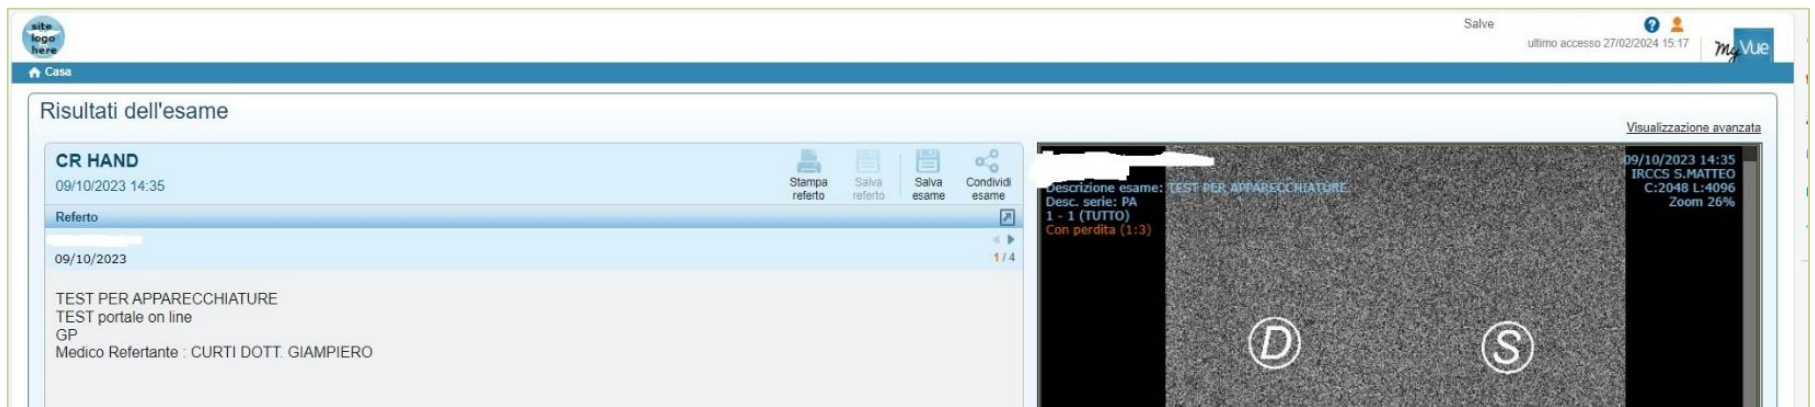 site
logo
here
Salve
ultimo accesso 27/02/2024 15:17
MyVue
Casa
Risultati dell'esame
Visualizzazione avanzata
CR HAND
09/10/2023 14:35
Stampa
referto
Salva
referto
Salva
esame
Condividi
esame
Referto
09/10/2023
1 / 4
TEST PER APPARECCHIATURE
TEST portale on line
GP
Medico Refertante : CURTI DOTT. GIAMPIERO
Descrizione esame: TEST PER APPARECCHIATURE
Desc. serie: PA
1 - 1 (TUTTO)
Con perdita (1:3)
09/10/2023 14:35
IRCCS S.MATTEO
C:2048 L:4096
Zoom 26%
D
S